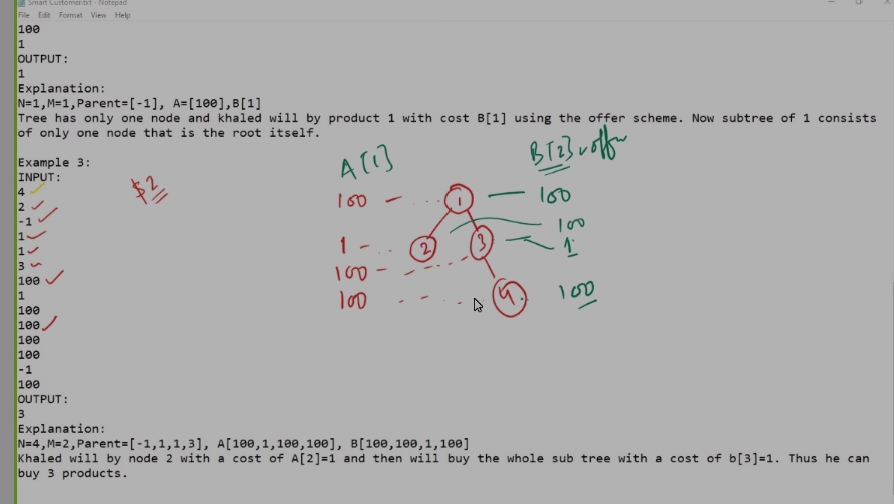 Smart Customer.txt - Notepad
File Edit Format View Help
100
1
OUTPUT:
1
Explanation:
N=1,M=1,Parent=[-1], A=[100],B[1]
Tree has only one node and khaled will by product 1 with cost B[1] using the offer scheme. Now subtree of 1 consists
of only one node that is the root itself.
Example 3:
INPUT:
4
2
-1
1
1
3
100
1
100
100
100
100
-1
100
OUTPUT:
3
Explanation:
N=4,M=2,Parent=[-1,1,1,3], A[100,1,100,100], B[100,100,1,100]
Khaled will by node 2 with a cost of A[2]=1 and then will buy the whole sub tree with a cost of b[3]=1. Thus he can
buy 3 products.
$2
A[1]
B[2] offer
100 1 100
100
1 2 3 1
100
100 4 100